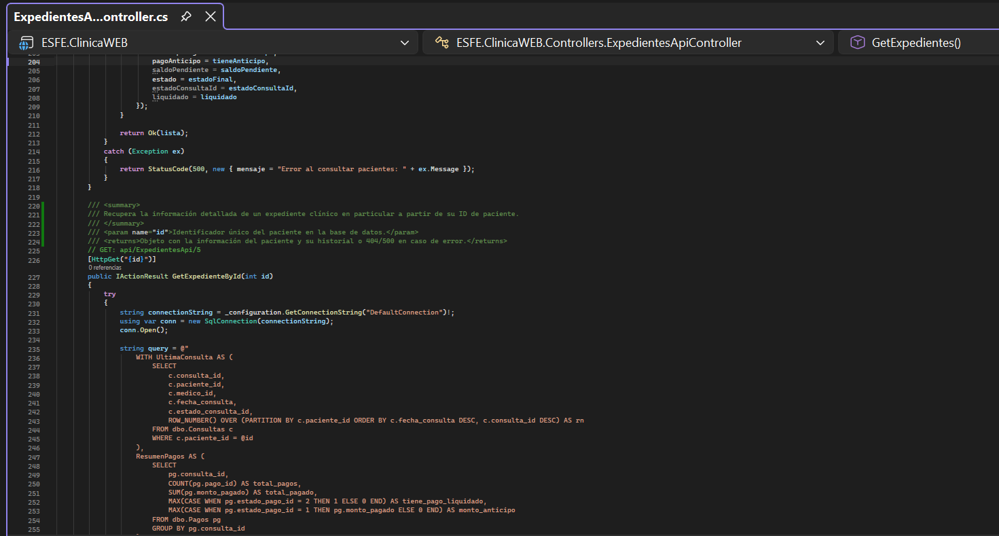 ExpedientesA...ontroller.cs
ESFE.ClinicaWEB
ESFE.ClinicaWEB.Controllers.ExpedientesApiController
GetExpedientes()
204 pagoAnticipo = tieneAnticipo,
205 saldoPendiente = saldoPendiente,
206 estado = estadoFinal,
207 estadoConsultaId = estadoConsultaId,
208 liquidado = liquidado
209 });
210 }
211
212 return Ok(lista);
213 }
214 catch (Exception ex)
215 {
216 return StatusCode(500, new { mensaje = "Error al consultar pacientes: " + ex.Message });
217 }
218 }
219
220 /// <summary>
221 /// Recupera la información detallada de un expediente clínico en particular a partir de su ID de paciente.
222 /// </summary>
223 /// <param name="id">Identificador único del paciente en la base de datos.</param>
224 /// <returns>Objeto con la información del paciente y su historial o 404/500 en caso de error.</returns>
225 // GET: api/ExpedientesApi/5
226 [HttpGet("{id}")]
0 referencias
227 public IActionResult GetExpedienteById(int id)
228 {
229 try
230 {
231 string connectionString = _configuration.GetConnectionString("DefaultConnection")!;
232 using var conn = new SqlConnection(connectionString);
233 conn.Open();
234
235 string query = @"
236 WITH UltimaConsulta AS (
237 SELECT
238 c.consulta_id,
239 c.paciente_id,
240 c.medico_id,
241 c.fecha_consulta,
242 c.estado_consulta_id,
243 ROW_NUMBER() OVER (PARTITION BY c.paciente_id ORDER BY c.fecha_consulta DESC, c.consulta_id DESC) AS rn
244 FROM dbo.Consultas c
245 WHERE c.paciente_id = @id
246 ),
247 ResumenPagos AS (
248 SELECT
249 pg.consulta_id,
250 COUNT(pg.pago_id) AS total_pagos,
251 SUM(pg.monto_pagado) AS total_pagado,
252 MAX(CASE WHEN pg.estado_pago_id = 2 THEN 1 ELSE 0 END) AS tiene_pago_liquidado,
253 MAX(CASE WHEN pg.estado_pago_id = 1 THEN pg.monto_pagado ELSE 0 END) AS monto_anticipo
254 FROM dbo.Pagos pg
255 GROUP BY pg.consulta_id